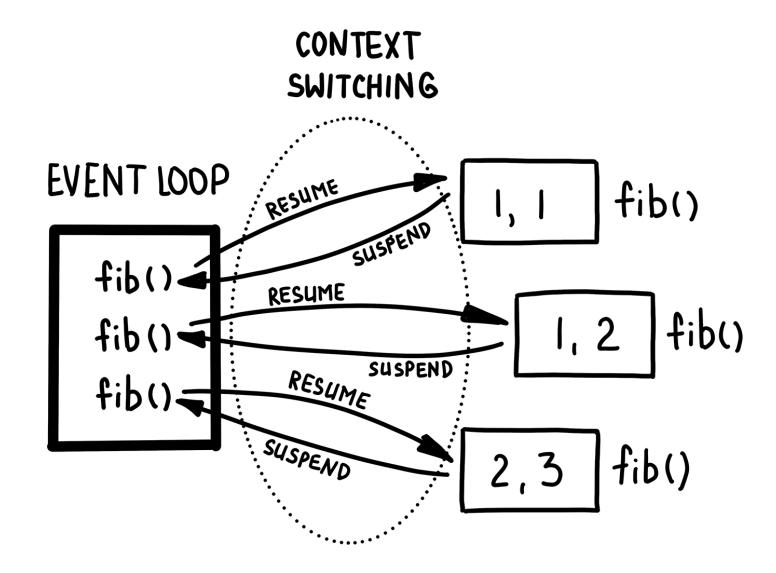 CONTEXT
SWITCHING
EVENT LOOP
RESUME
1, 1 fib()
SUSPEND
fib()
RESUME
fib()
1, 2 fib()
SUSPEND
fib()
RESUME
SUSPEND
2, 3 fib()